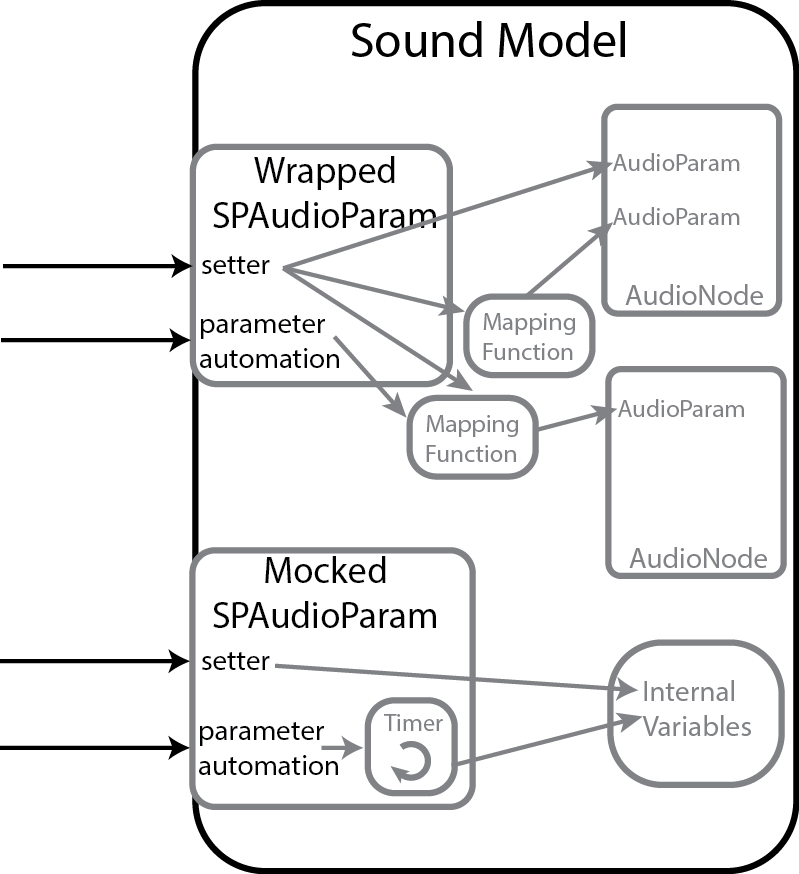 Sound Model
Wrapped
SPAudioParam
setter
parameter
automation
AudioParam
AudioParam
AudioNode
Mapping
Function
Mapping
Function
AudioParam
AudioNode
Mocked
SPAudioParam
setter
parameter
automation
Timer
Internal
Variables